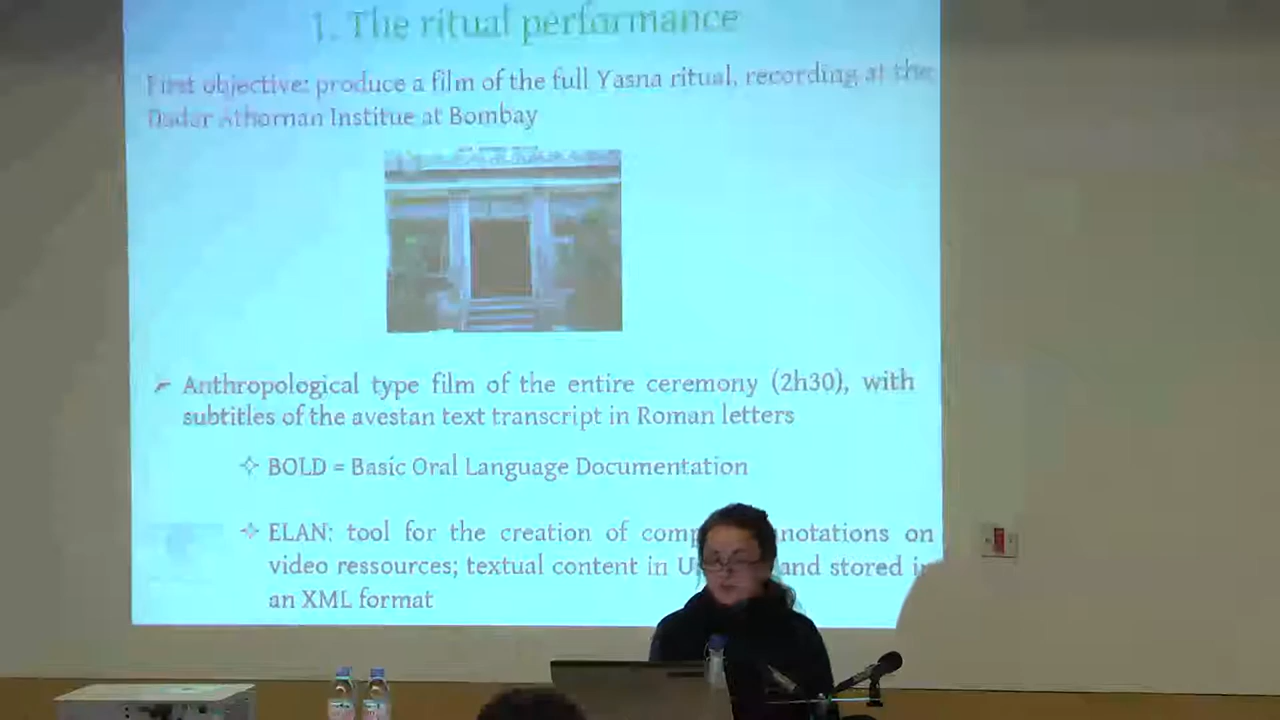 1. The ritual performance
First objective: produce a film of the full Yasna ritual, recording at the
Dadar Athornan Institue at Bombay
Anthropological type film of the entire ceremony (2h30), with
subtitles of the avestan text transcript in Roman letters
BOLD = Basic Oral Language Documentation
ELAN: tool for the creation of on
video ressources; textual content in and stored in
an XML format